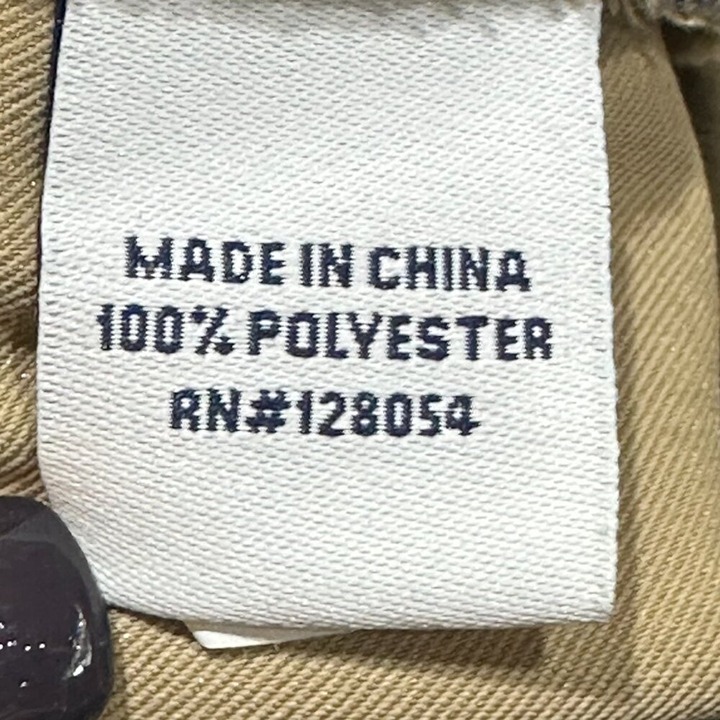 MADE IN CHINA
100% POLYESTER
RN#128054